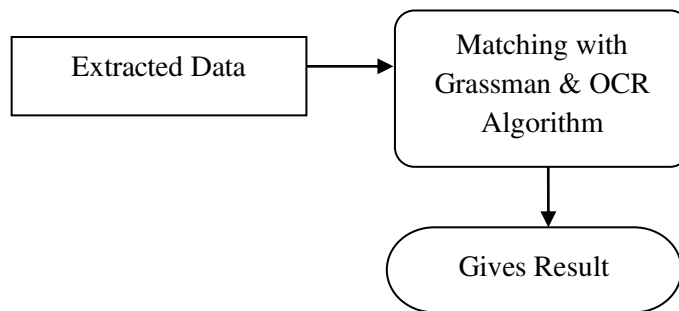 Extracted Data
Matching with
Grassman & OCR
Algorithm
Gives Result